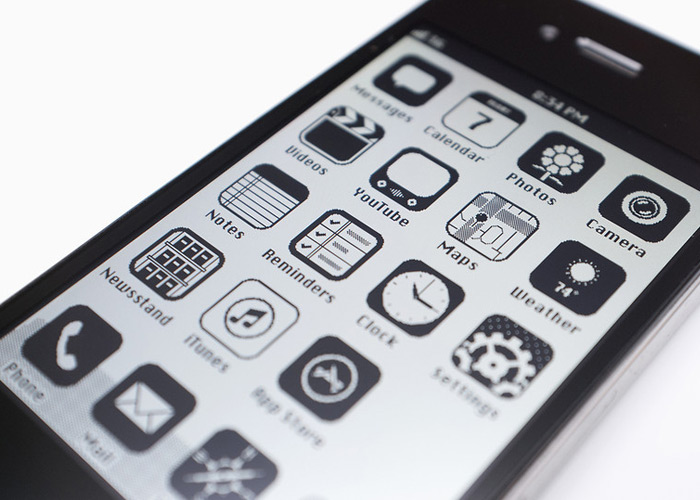 8:34 PM
Messages
Calendar
7
Photos
Camera
Videos
YouTube
Maps
Weather
74°
Notes
Reminders
Clock
Settings
Newsstand
iTunes
App Store
Phone
Mail